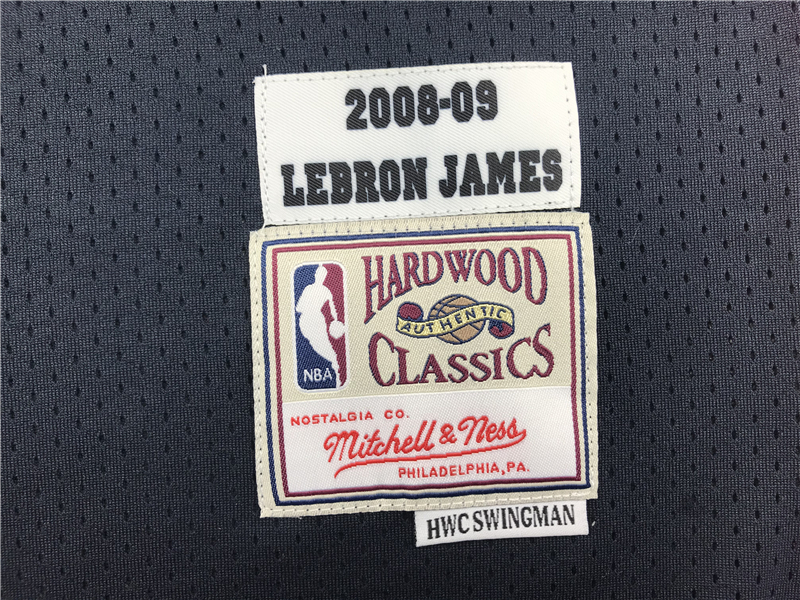 2008-09
LEBRON JAMES
HARDWOOD
AUTHENTIC
CLASSICS
NBA
NOSTALGIA CO.
Mitchell & Ness
PHILADELPHIA, PA.
HWC SWINGMAN